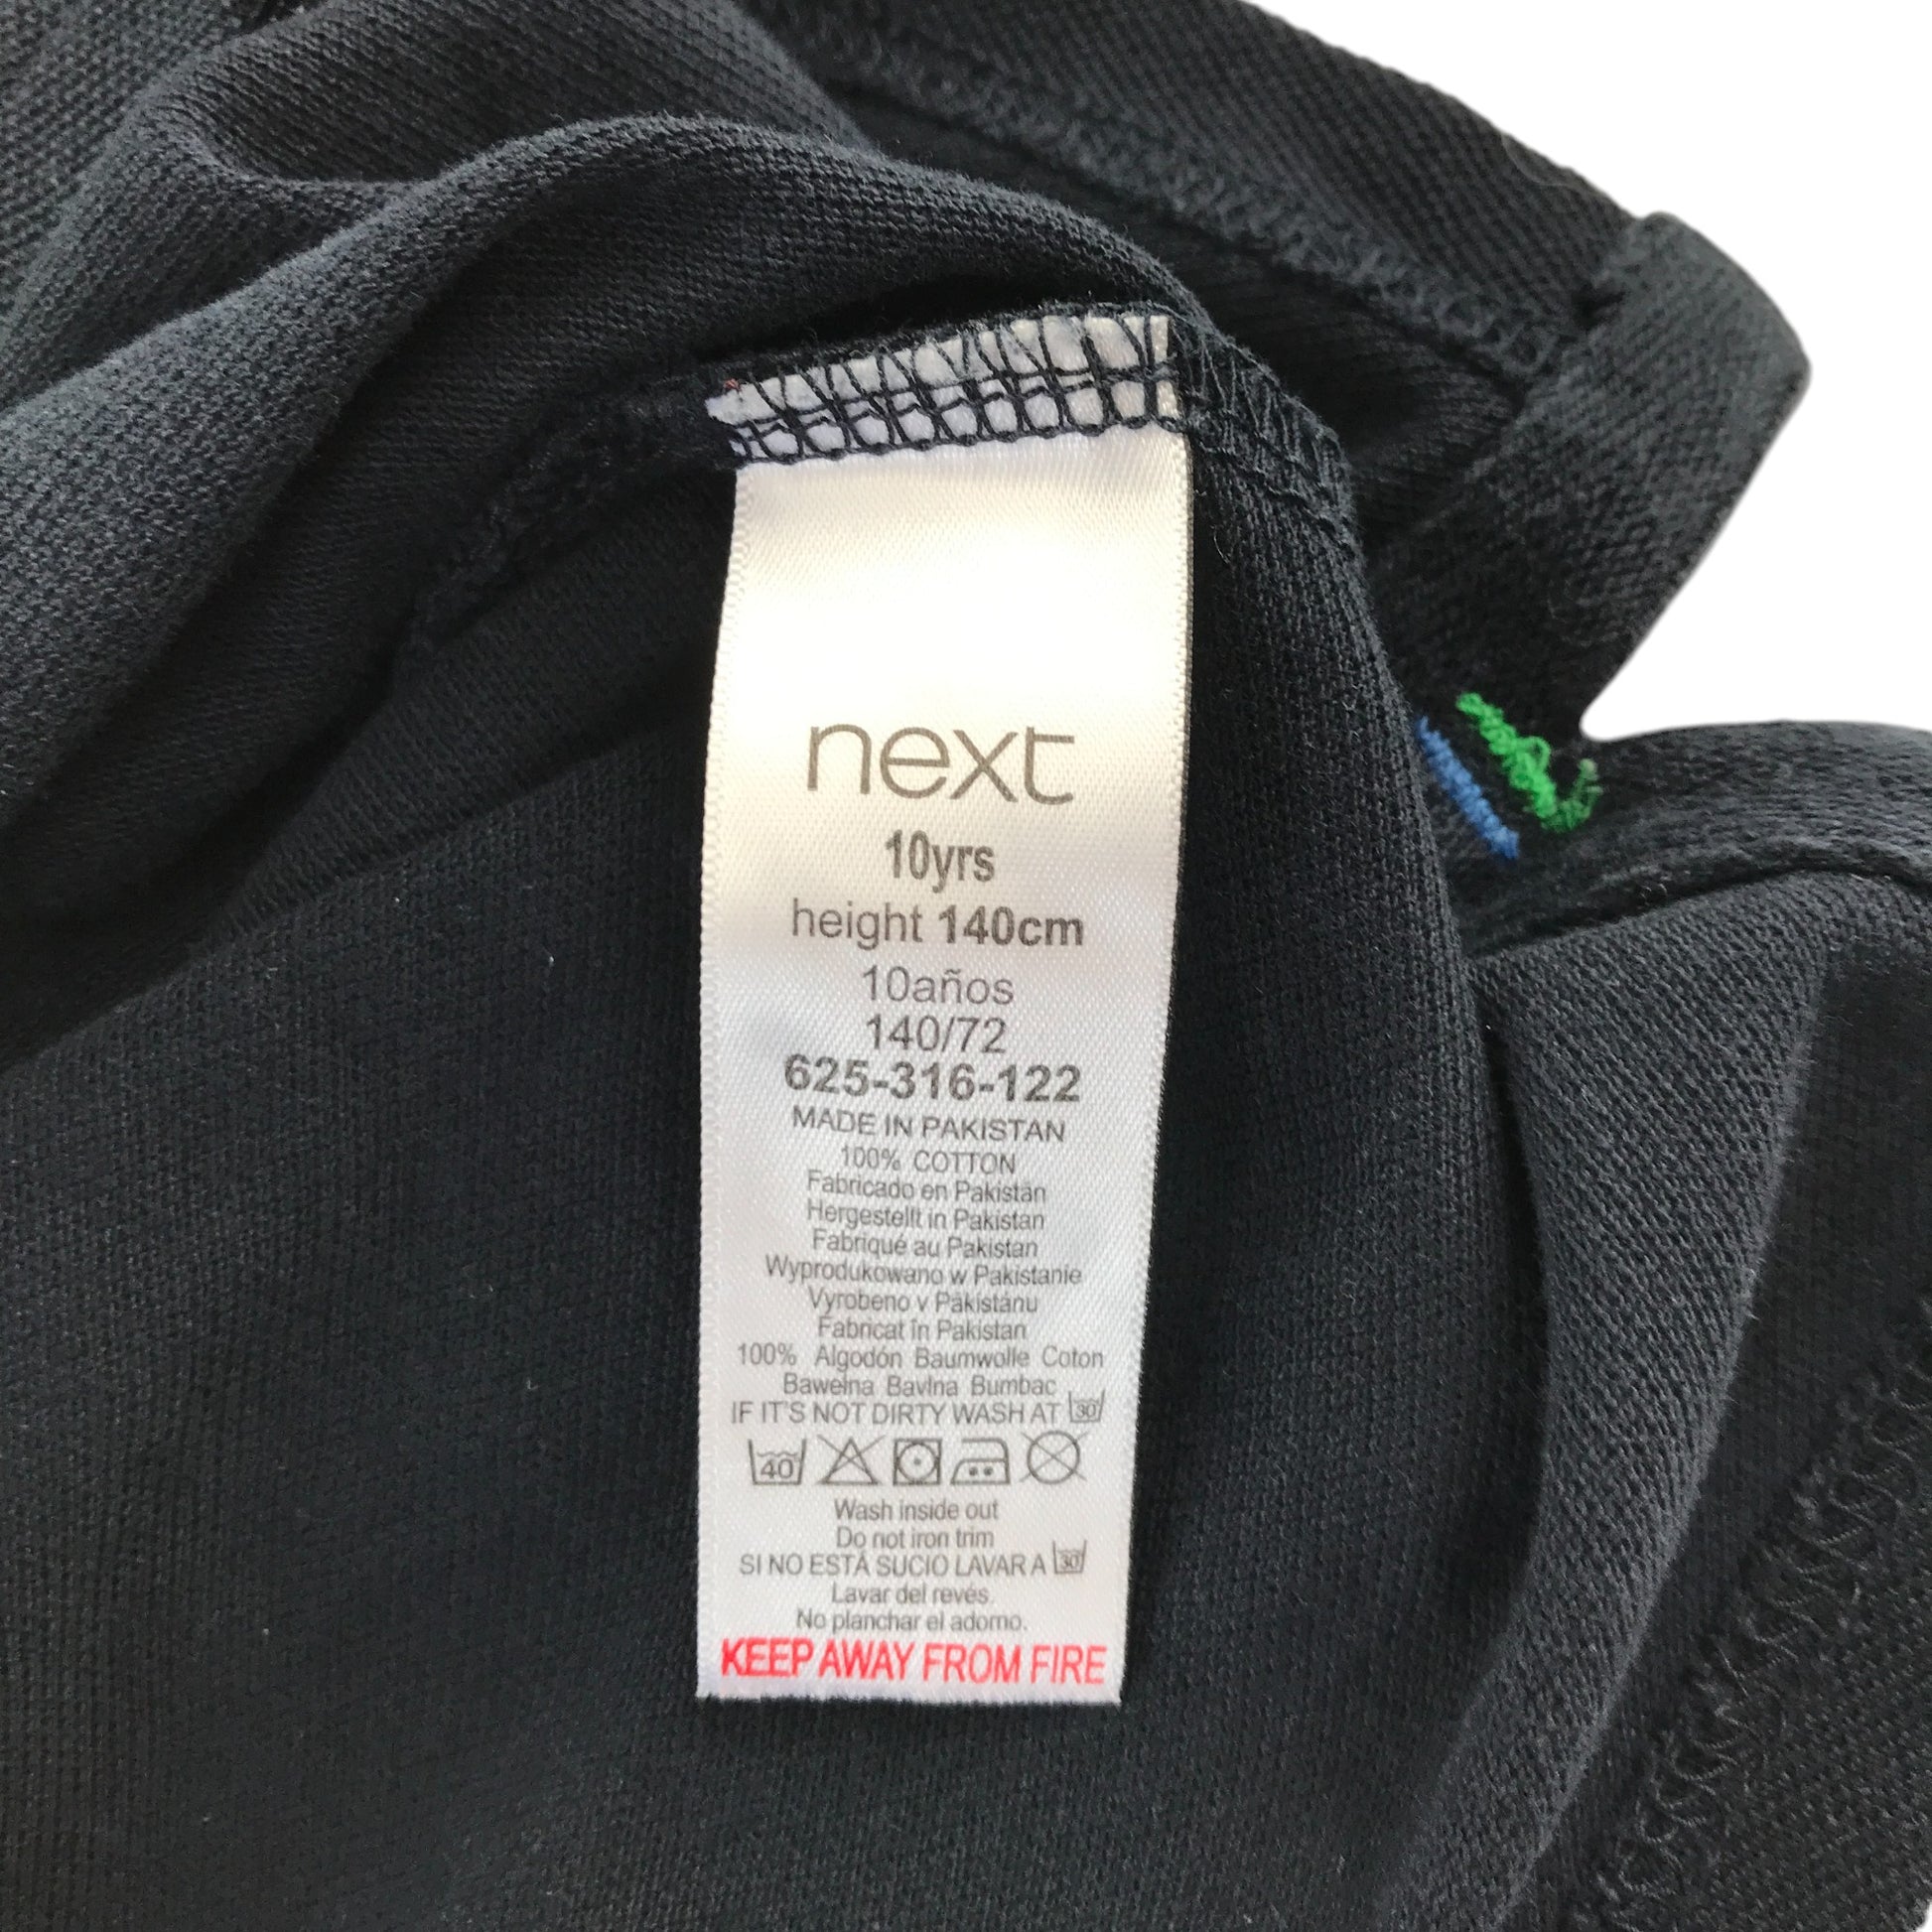 next
10yrs
height 140cm
10años
140/72
625-316-122
MADE IN PAKISTAN
100% COTTON
Fabricado en Pakistán
Hergestellt in Pakistan
Fabriqué au Pakistan
Wyprodukowano w Pakistanie
Vyrobeno v Pákistánu
Fabricat în Pakistan
100% Algodón Baumwolle Coton
Bawełna Bavlna Bumbac
IF IT'S NOT DIRTY WASH AT 30
40
Wash inside out
Do not iron trim
SI NO ESTÁ SUCIO LAVAR A 30
Lavar del revés.
No planchar el adorno.
KEEP AWAY FROM FIRE